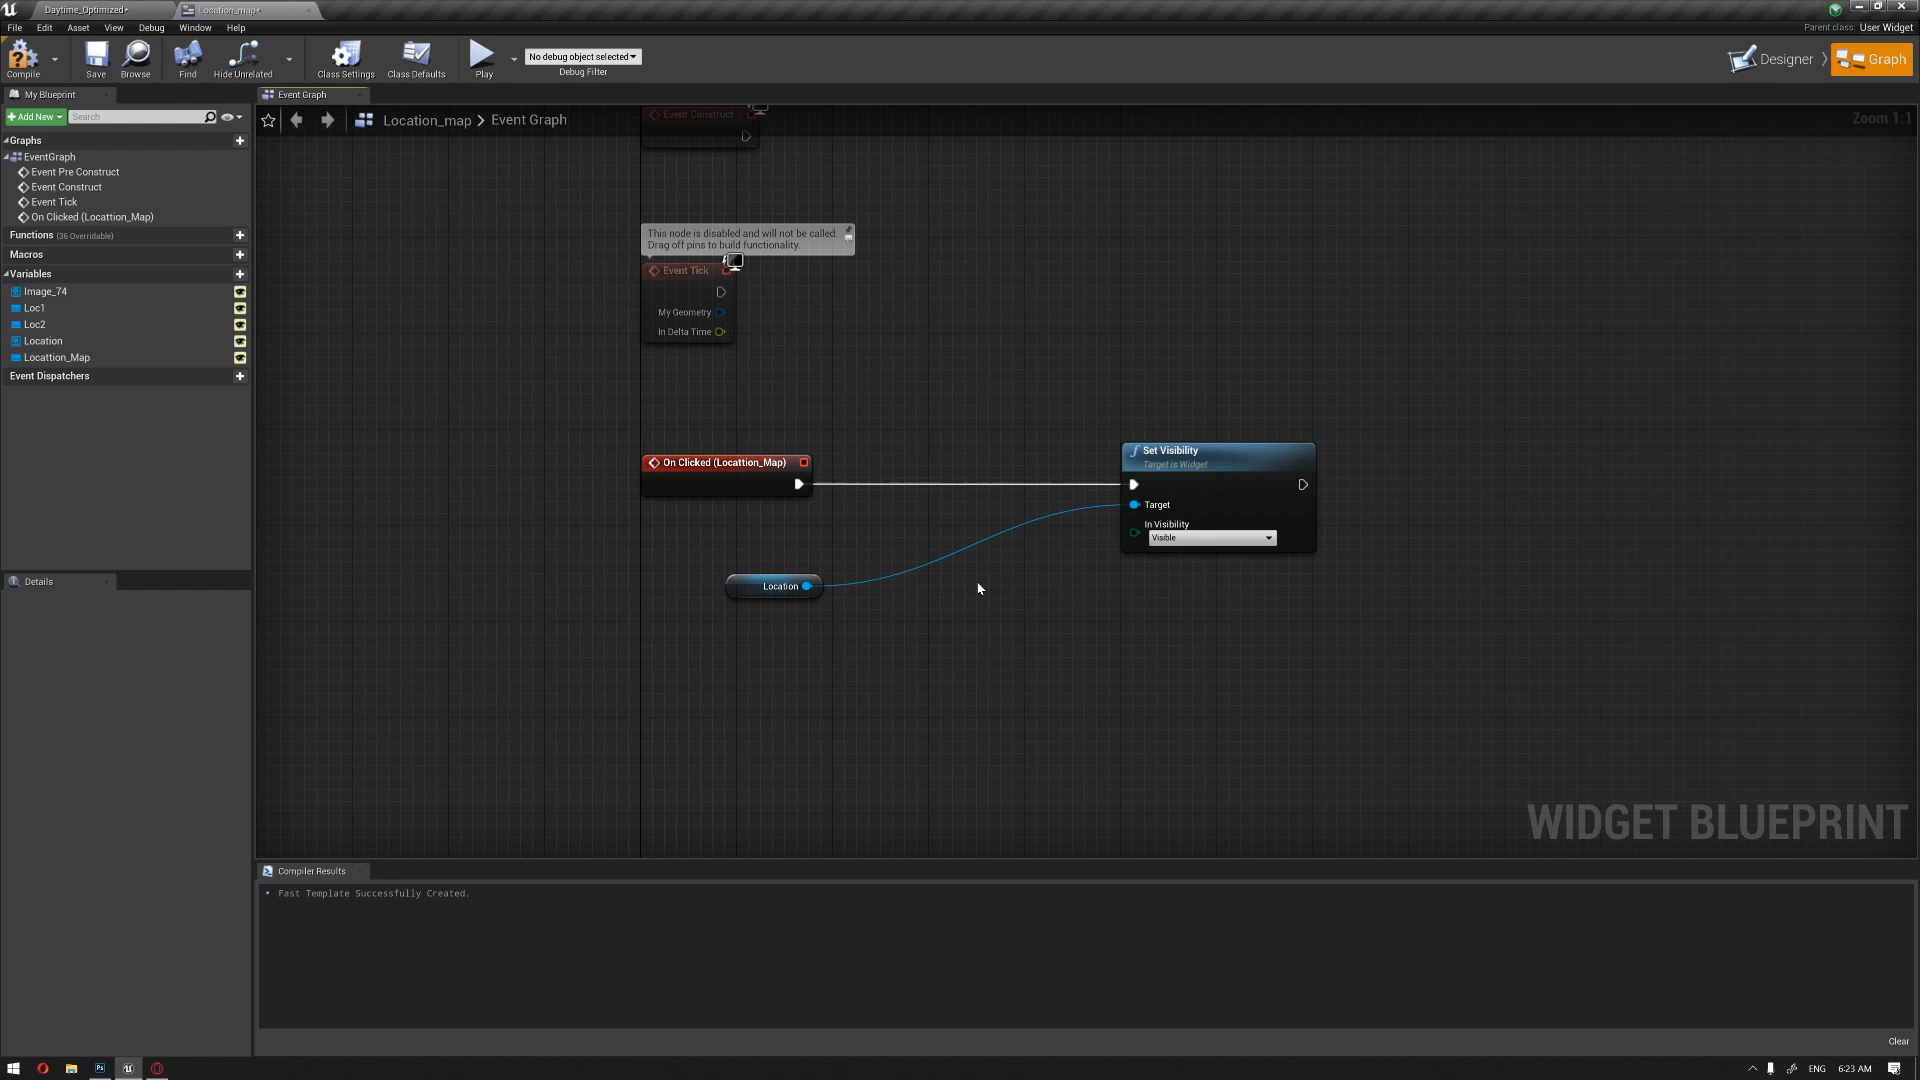 Daytime_Optimized*
Location_map*
File Edit Asset View Debug Window Help
Parent class: User Widget
Compile
Save
Browse
Find
Hide Unrelated
Class Settings
Class Defaults
Play
No debug object selected
Debug Filter
Designer
Graph
My Blueprint
Event Graph
Add New
Search
Location_map > Event Graph
Zoom 1:1
Graphs
EventGraph
Event Pre Construct
Event Construct
Event Tick
On Clicked (Locattion_Map)
Functions (36 Overridable)
Macros
Variables
Image_74
Loc1
Loc2
Location
Locattion_Map
Event Dispatchers
Details
Event Construct
This node is disabled and will not be called.
Drag off pins to build functionality.
Event Tick
My Geometry
In Delta Time
On Clicked (Locattion_Map)
Location
Set Visibility
Target is Widget
Target
In Visibility
Visible
WIDGET BLUEPRINT
Compiler Results
Fast Template Successfully Created.
Clear
Ps
ENG
6:23 AM